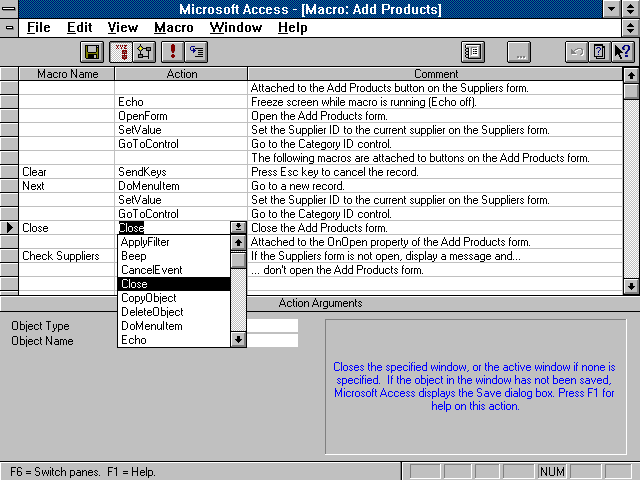 Microsoft Access - [Macro: Add Products]
File Edit View Macro Window Help
XYZ
Macro Name Action Comment
Attached to the Add Products button on the Suppliers form.
Echo Freeze screen while macro is running (Echo off).
OpenForm Open the Add Products form.
SetValue Set the Supplier ID to the current supplier on the Suppliers form.
GoToControl Go to the Category ID control.
The following macros are attached to buttons on the Add Products form.
Clear SendKeys Press Esc key to cancel the record.
Next DoMenuItem Go to a new record.
SetValue Set the Supplier ID to the current supplier on the Suppliers form.
GoToControl Go to the Category ID control.
Close Close Close the Add Products form.
ApplyFilter Attached to the OnOpen property of the Add Products form.
Check Suppliers Beep If the Suppliers form is not open, display a message and...
CancelEvent ... don't open the Add Products form.
Close
CopyObject
Action Arguments
DeleteObject
Object Type DoMenuItem
Object Name Echo
Closes the specified window, or the active window if none is
specified. If the object in the window has not been saved,
Microsoft Access displays the Save dialog box. Press F1 for
help on this action.
F6 = Switch panes. F1 = Help. NUM